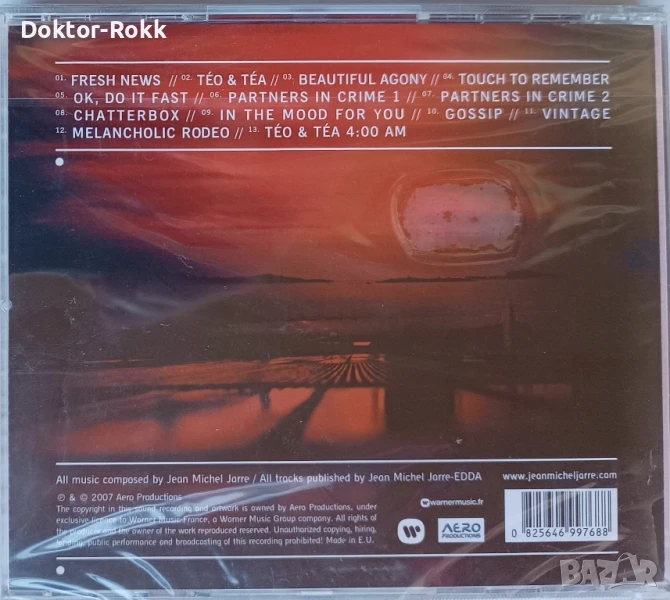 Doktor-Rokk
01. FRESH NEWS // 02. TÉO & TÉA // 03. BEAUTIFUL AGONY // 04. TOUCH TO REMEMBER
05. OK, DO IT FAST // 06. PARTNERS IN CRIME 1 // 07. PARTNERS IN CRIME 2
08. CHATTERBOX // 09. IN THE MOOD FOR YOU // 10. GOSSIP // 11. VINTAGE
12. MELANCHOLIC RODEO // 13. TÉO & TÉA 4:00 AM
All music composed by Jean Michel Jarre / All tracks published by Jean Michel Jarre-EDDA
www.jeanmicheljarre.com
℗ & © 2007 Aero Productions
The copyright in this sound recording and artwork is owned by Aero Productions, under
exclusive licence to Warner Music France, a Warner Music Group company. All rights of
the producer and the owner of the work reproduced reserved. Unauthorized copying, hiring,
lending, public performance and broadcasting of this recording prohibited! Made in E.U.
warnermusic.fr
AERO
PRODUCTIONS
0 825646 997688
BAZAR